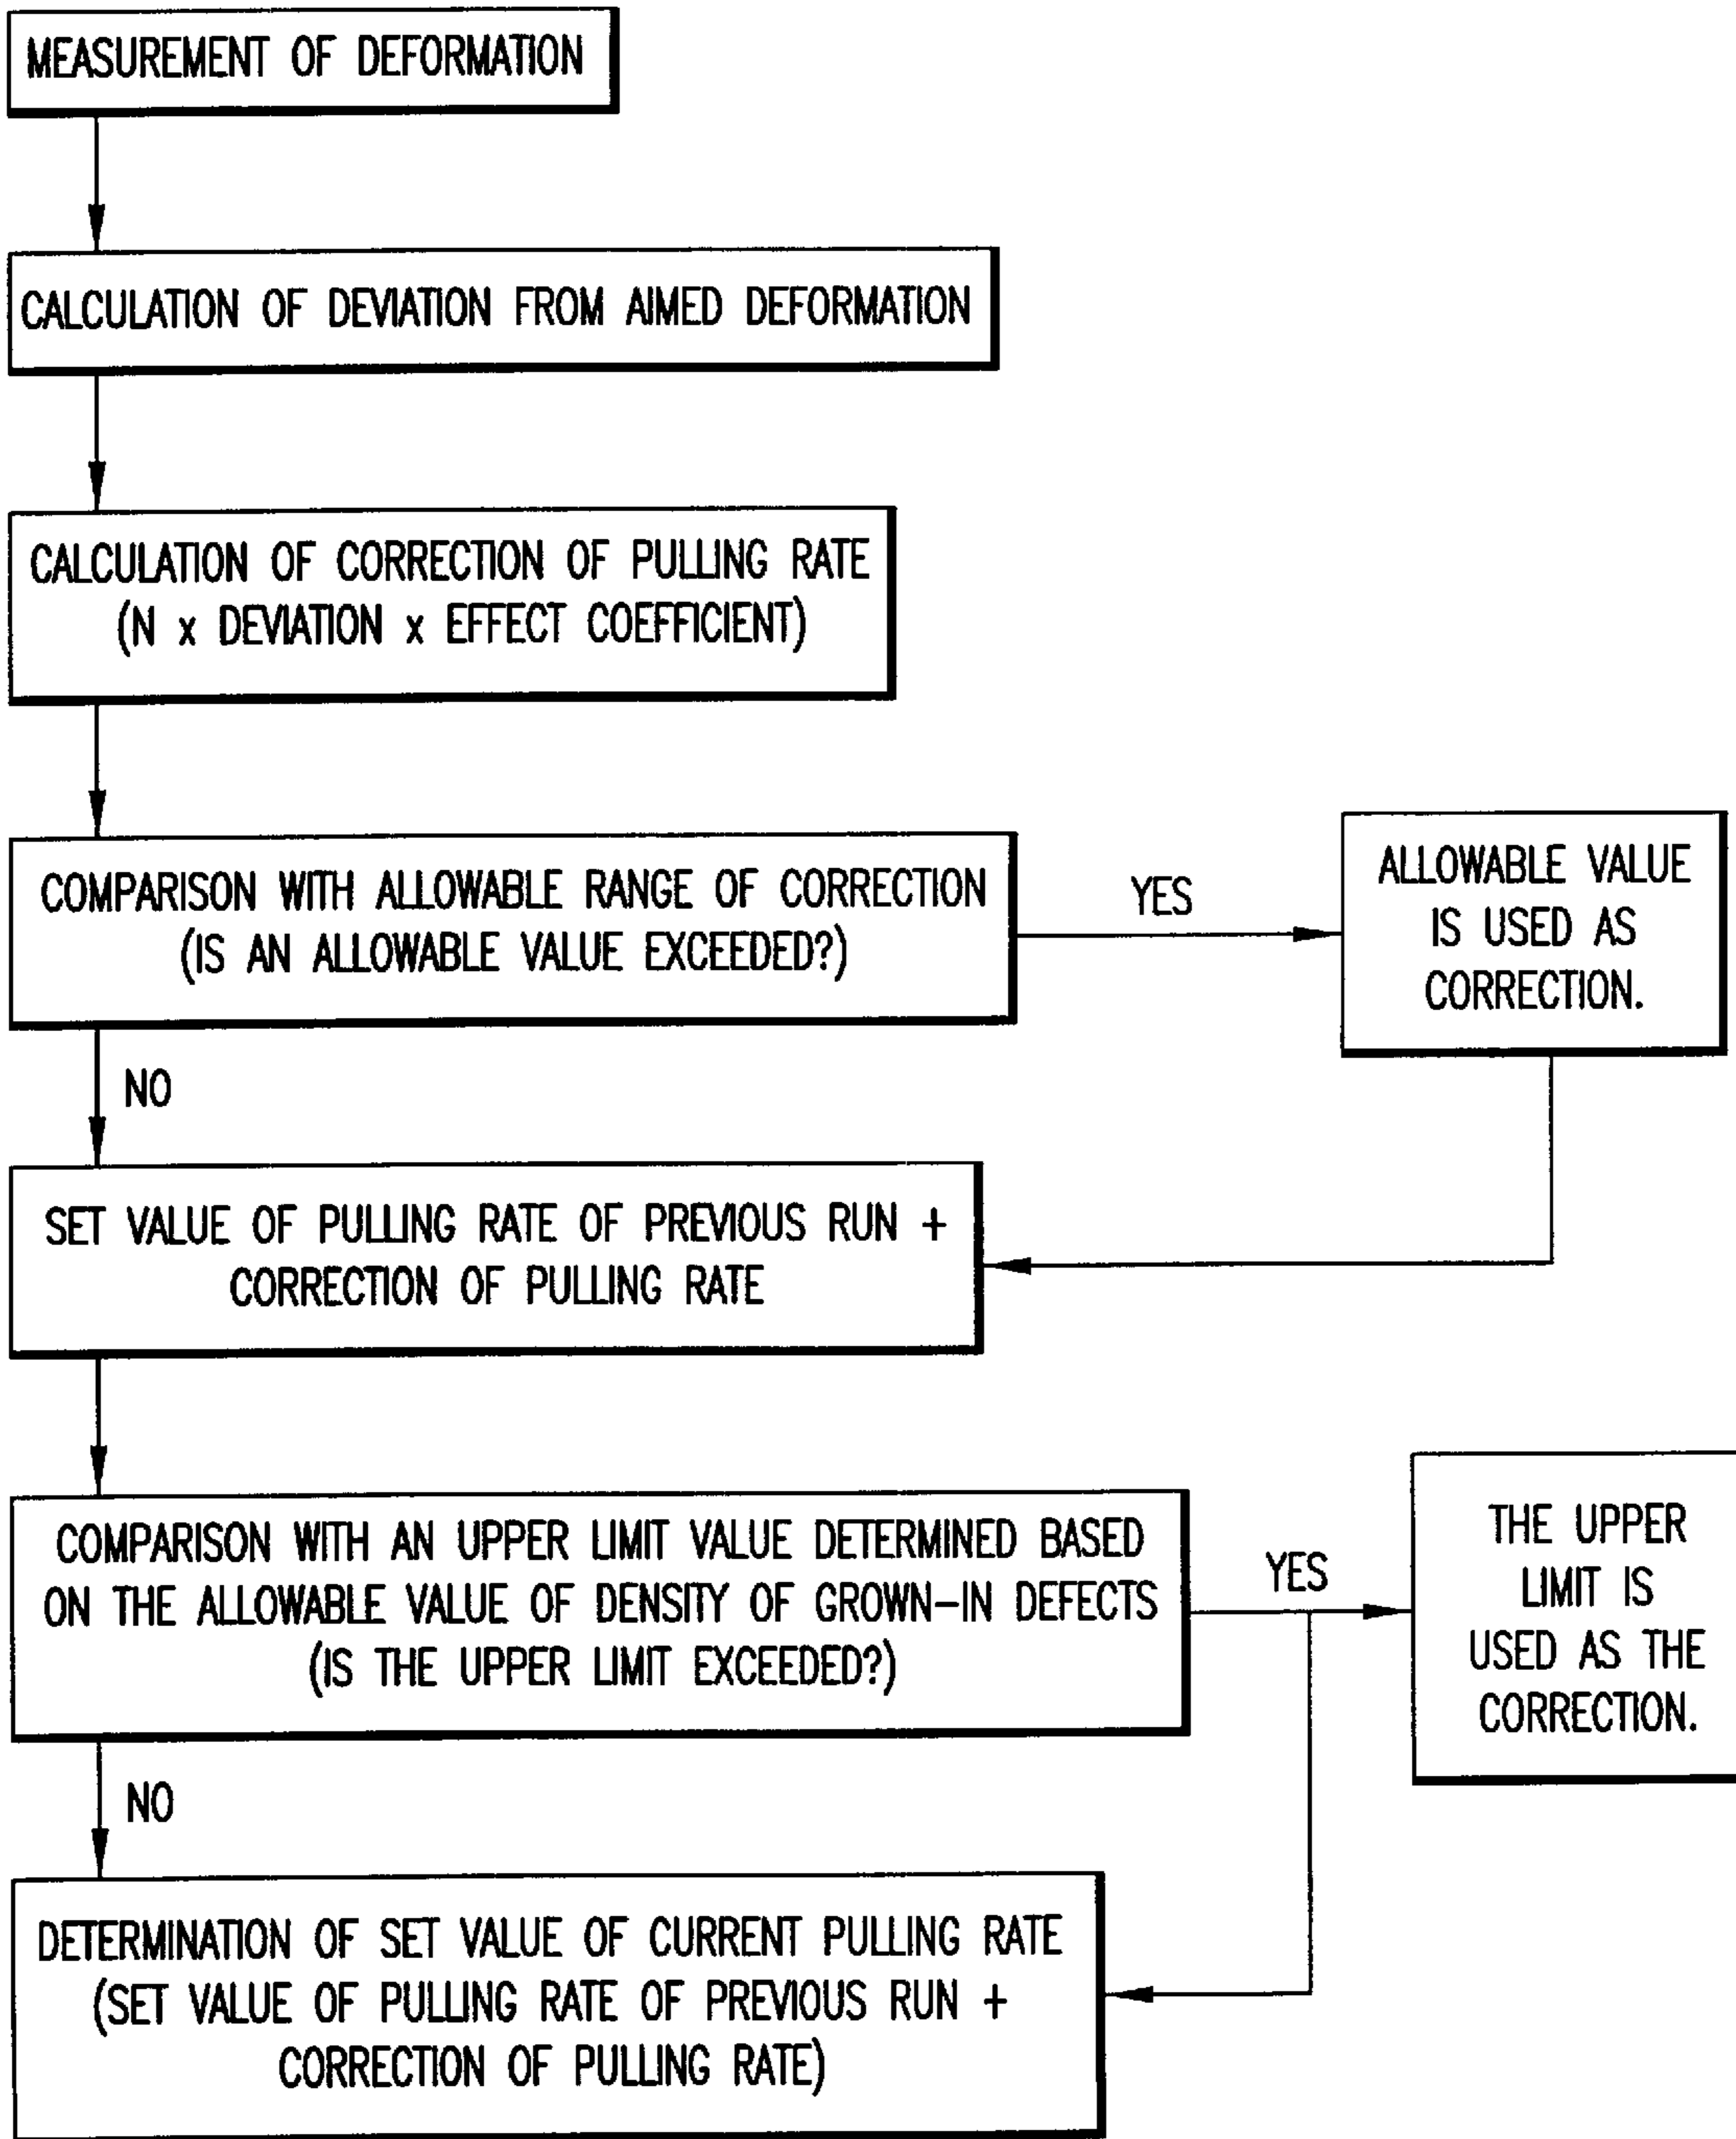 MEASUREMENT OF DEFORMATION
CALCULATION OF DEVIATION FROM AIMED DEFORMATION
CALCULATION OF CORRECTION OF PULLING RATE
(N x DEVIATION x EFFECT COEFFICIENT)
COMPARISON WITH ALLOWABLE RANGE OF CORRECTION
(IS AN ALLOWABLE VALUE EXCEEDED?)
YES
ALLOWABLE VALUE
IS USED AS
CORRECTION.
NO
SET VALUE OF PULLING RATE OF PREVIOUS RUN +
CORRECTION OF PULLING RATE
COMPARISON WITH AN UPPER LIMIT VALUE DETERMINED BASED
ON THE ALLOWABLE VALUE OF DENSITY OF GROWN-IN DEFECTS
(IS THE UPPER LIMIT EXCEEDED?)
YES
THE UPPER
LIMIT IS
USED AS THE
CORRECTION.
NO
DETERMINATION OF SET VALUE OF CURRENT PULLING RATE
(SET VALUE OF PULLING RATE OF PREVIOUS RUN +
CORRECTION OF PULLING RATE)